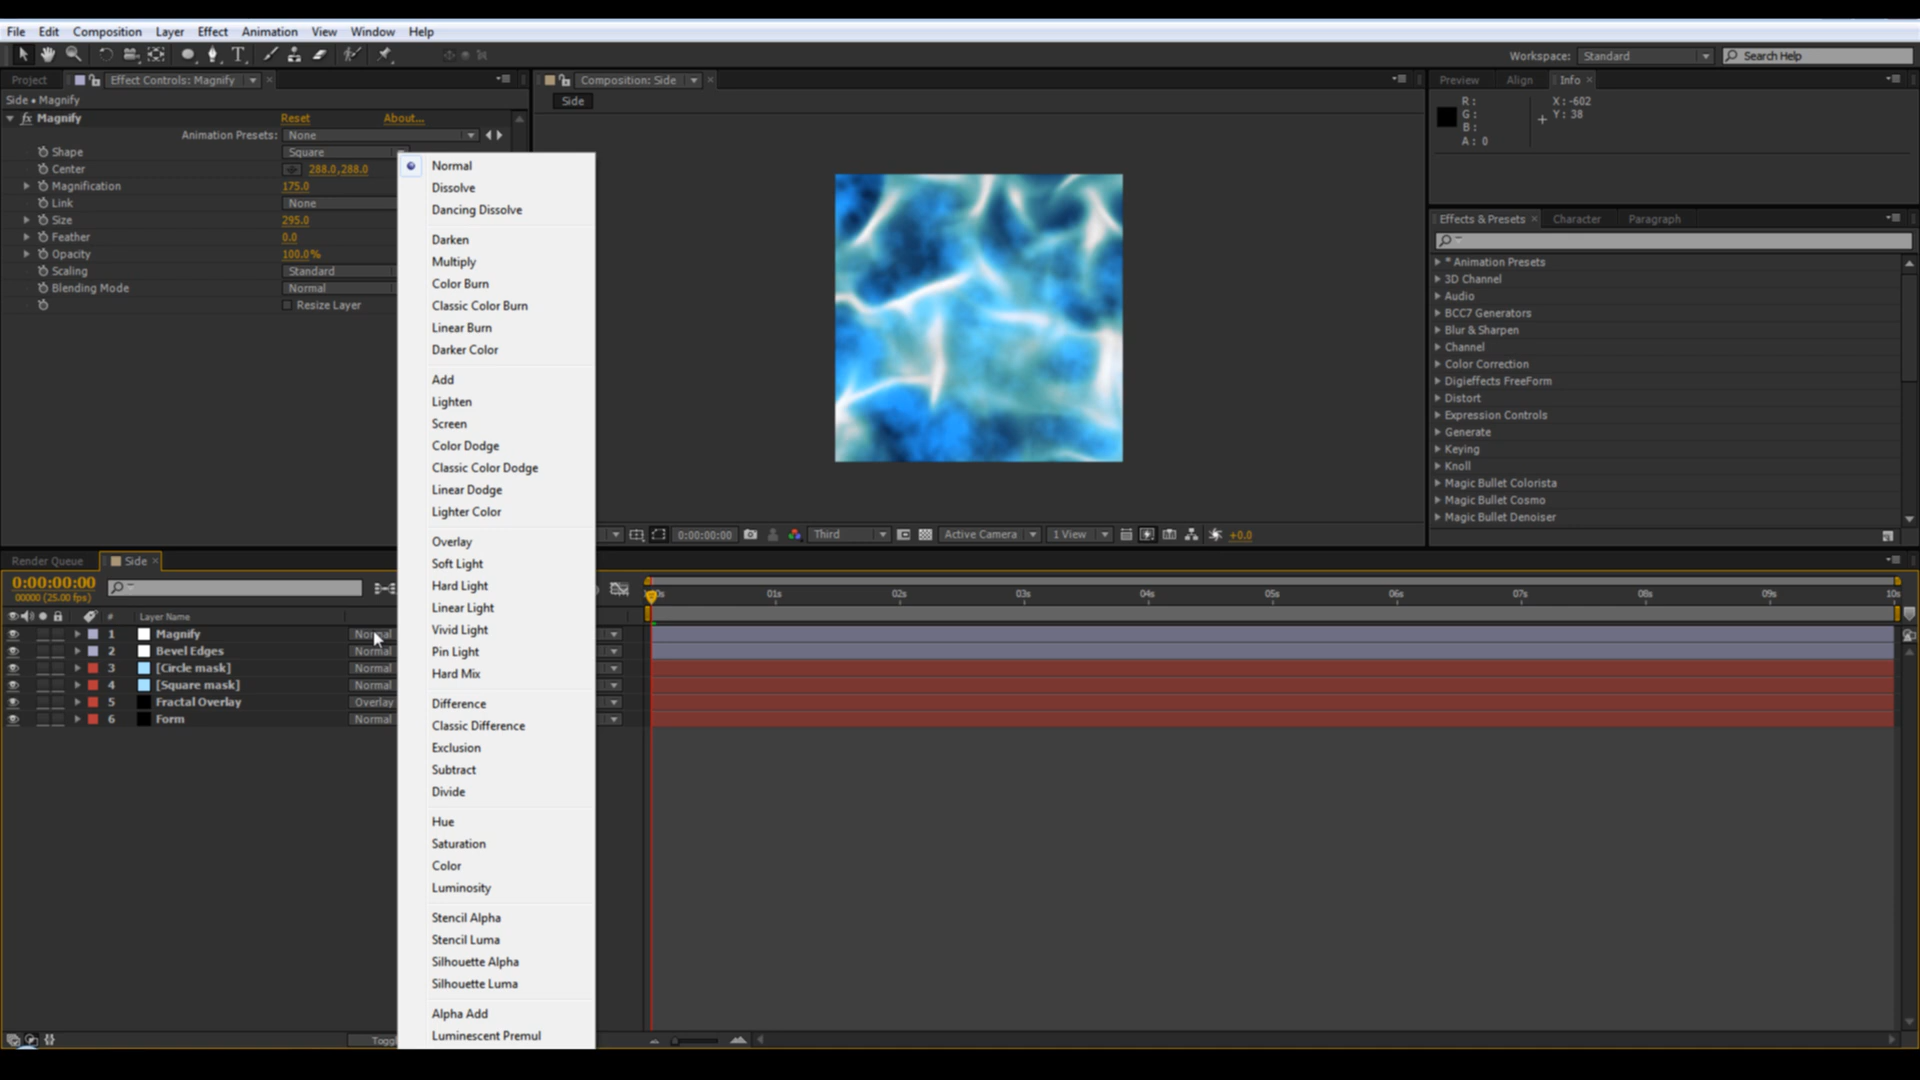 File Edit Composition Layer Effect Animation View Window Help
Workspace: Standard Search Help
Project Effect Controls: Magnify
Side • Magnify
fx Magnify Reset About...
Animation Presets: None
Shape Square
Center 288.0,288.0
Magnification 175.0
Link None
Size 295.0
Feather 0.0
Opacity 100.0%
Scaling Standard
Blending Mode Normal
Resize Layer
Normal
Dissolve
Dancing Dissolve
Darken
Multiply
Color Burn
Classic Color Burn
Linear Burn
Darker Color
Add
Lighten
Screen
Color Dodge
Classic Color Dodge
Linear Dodge
Lighter Color
Overlay
Soft Light
Hard Light
Linear Light
Vivid Light
Pin Light
Hard Mix
Difference
Classic Difference
Exclusion
Subtract
Divide
Hue
Saturation
Color
Luminosity
Stencil Alpha
Stencil Luma
Silhouette Alpha
Silhouette Luma
Alpha Add
Luminescent Premul
Composition: Side
Side
0:00:00:00 Third Active Camera 1 View +0.0
Preview Align Info
R: X: -602
G: Y: 38
B:
A: 0
Effects & Presets Character Paragraph
* Animation Presets
3D Channel
Audio
BCC7 Generators
Blur & Sharpen
Channel
Color Correction
Digieffects FreeForm
Distort
Expression Controls
Generate
Keying
Knoll
Magic Bullet Colorista
Magic Bullet Cosmo
Magic Bullet Denoiser
Render Queue Side
0:00:00:00
00000 (25.00 fps)
01s 02s 03s 04s 05s 06s 07s 08s 09s 10s
# Layer Name
1 Magnify Normal
2 Bevel Edges Normal
3 [Circle mask] Normal
4 [Square mask] Normal
5 Fractal Overlay Overlay
6 Form Normal